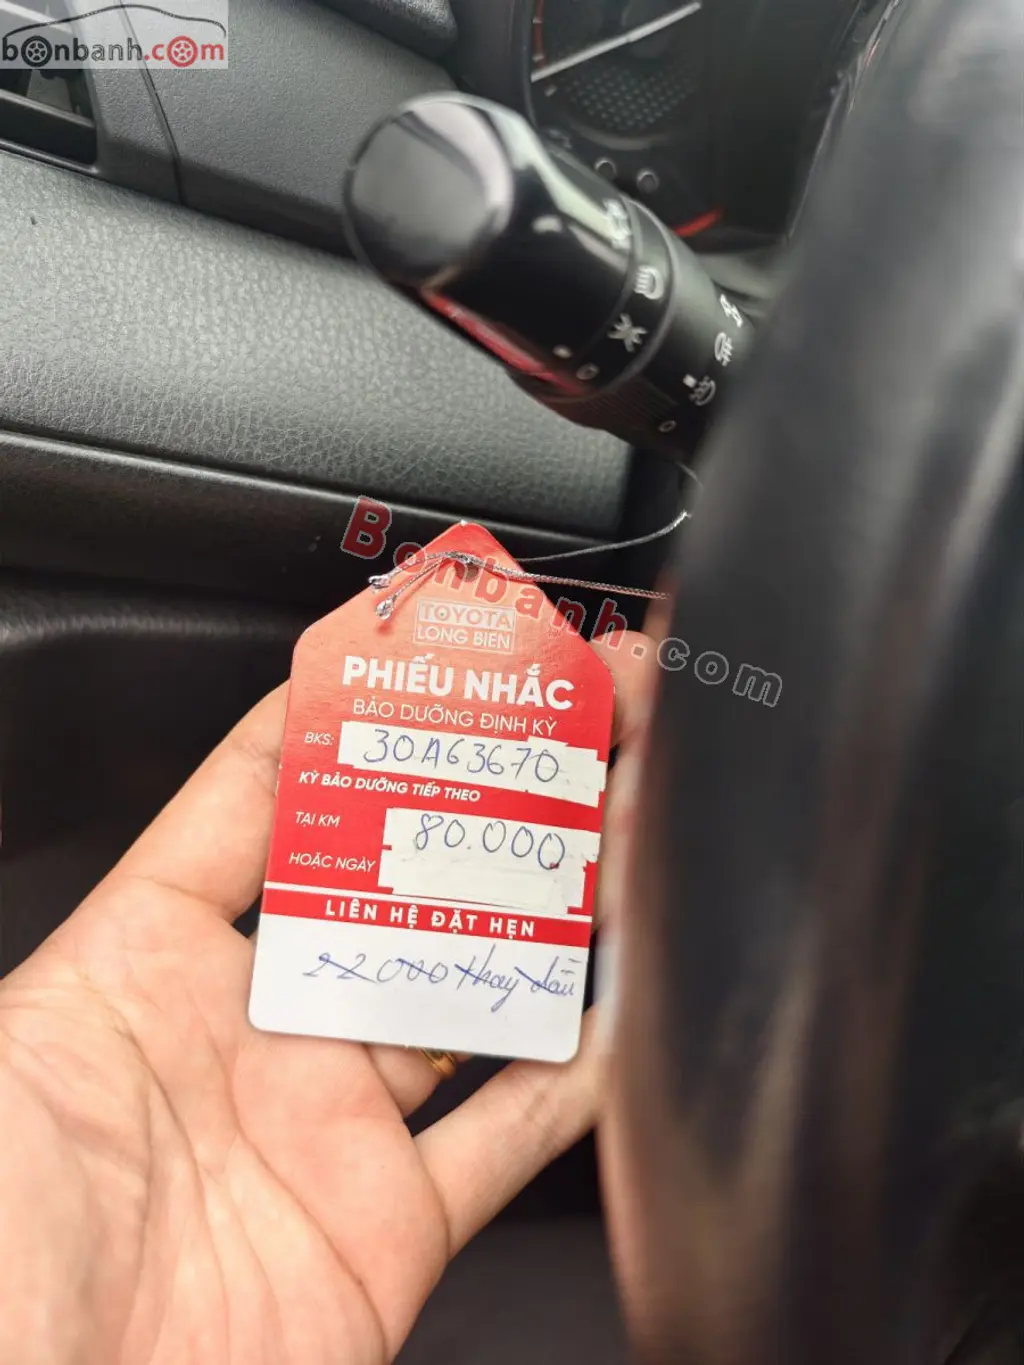 bonbanh.com
Bonbanh.com
TOYOTA
LONG BIEN
PHIẾU NHẮC
BẢO DƯỠNG ĐỊNH KỲ
BKS: 30A63670
KỲ BẢO DƯỠNG TIẾP THEO
TẠI KM 80.000
HOẶC NGÀY
LIÊN HỆ ĐẶT HẸN
22000 thay dầu